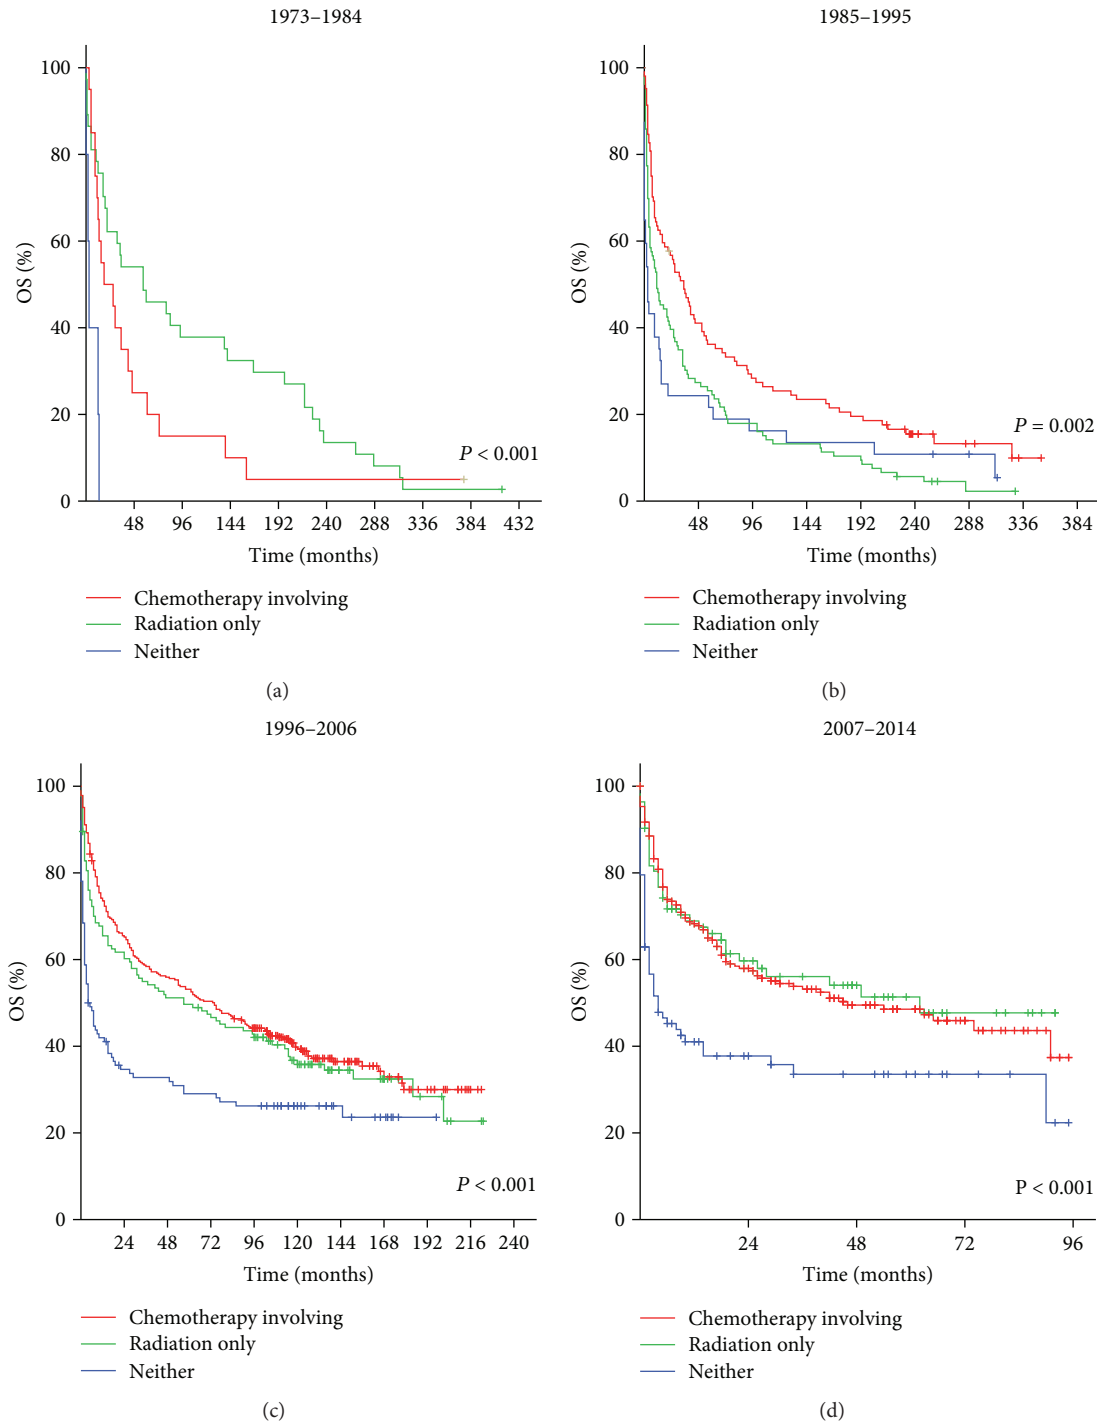 1973–1984
OS (%)
100
80
60
40
20
0
P < 0.001
48 96 144 192 240 288 336 384 432
Time (months)
Chemotherapy involving
Radiation only
Neither
(a)
1985–1995
OS (%)
100
80
60
40
20
0
P = 0.002
48 96 144 192 240 288 336 384
Time (months)
Chemotherapy involving
Radiation only
Neither
(b)
1996–2006
OS (%)
100
80
60
40
20
0
P < 0.001
24 48 72 96 120 144 168 192 216 240
Time (months)
Chemotherapy involving
Radiation only
Neither
(c)
2007–2014
OS (%)
100
80
60
40
20
0
P < 0.001
24 48 72 96
Time (months)
Chemotherapy involving
Radiation only
Neither
(d)